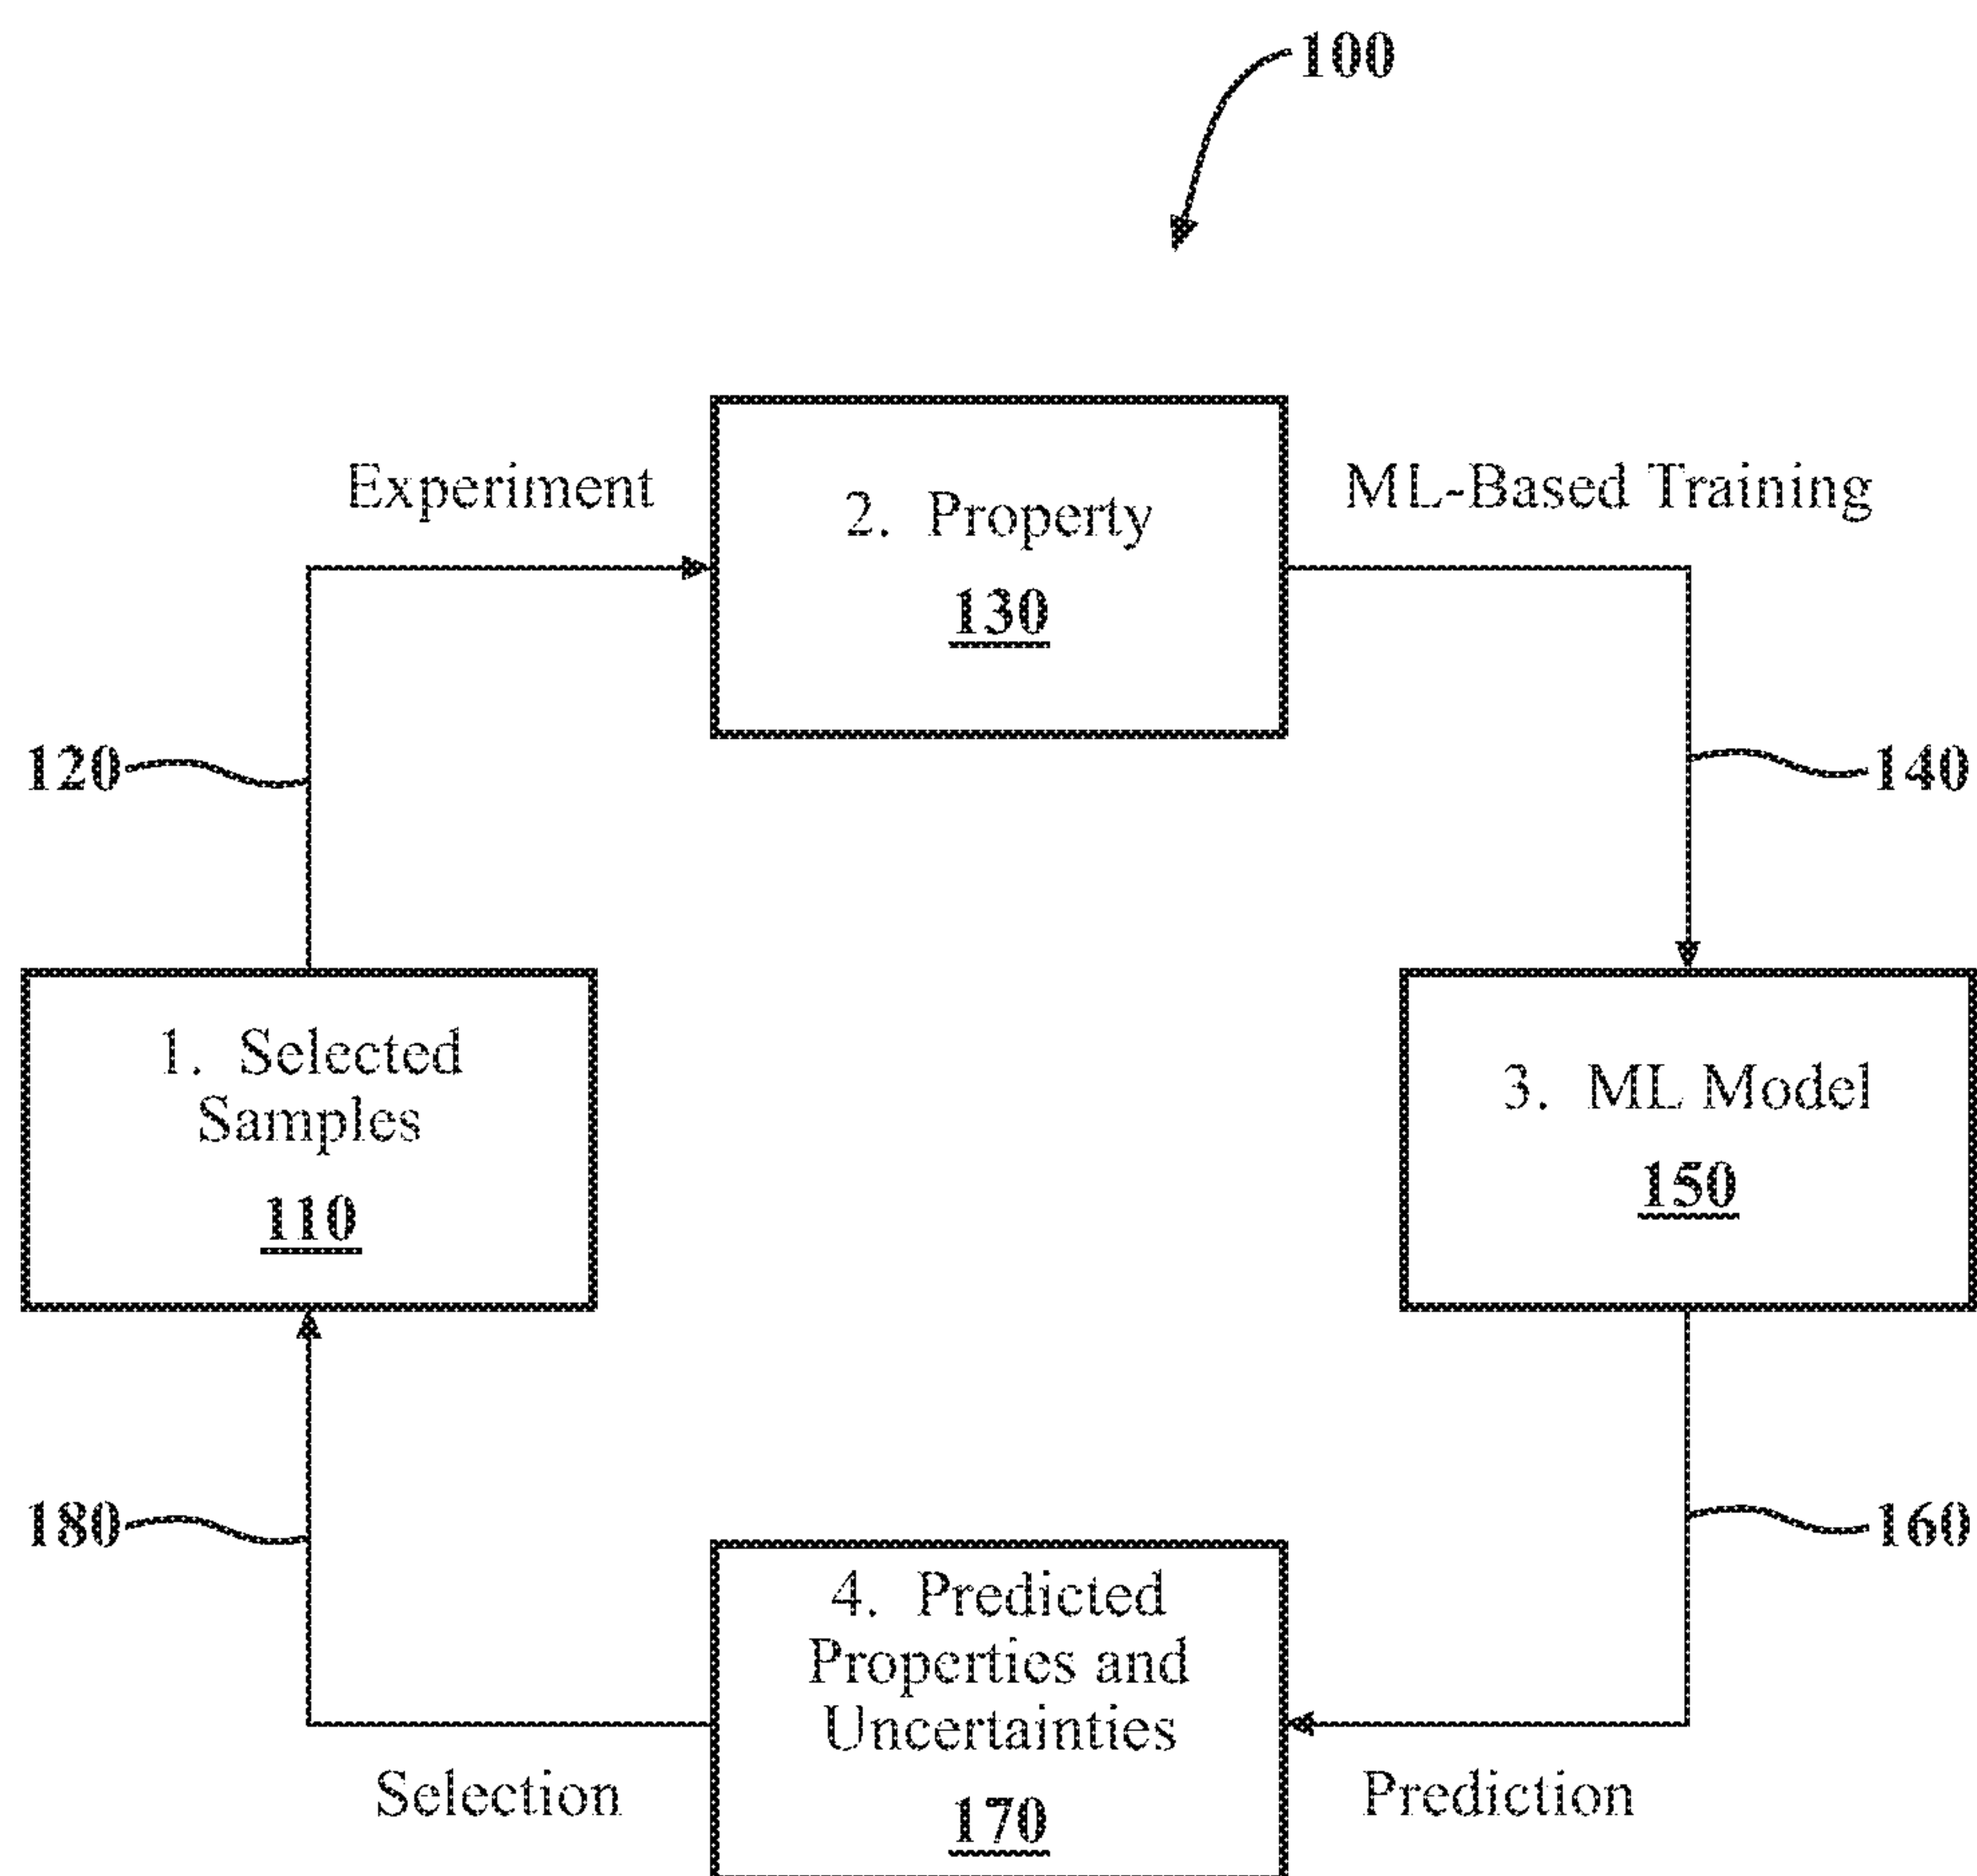 100
Experiment
2. Property
130
ML-Based Training
120
140
1. Selected
Samples
110
3. ML Model
150
180
160
4. Predicted
Properties and
Uncertainties
170
Selection
Prediction